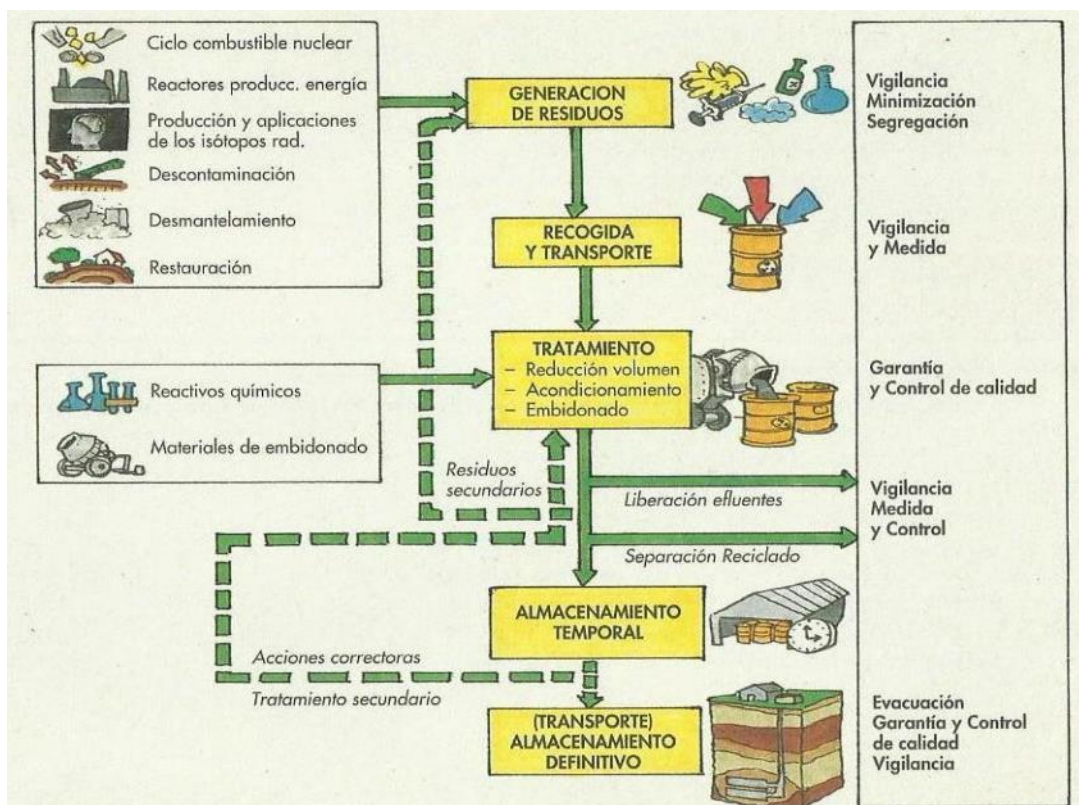 Ciclo combustible nuclear
Reactores producc. energía
Producción y aplicaciones
de los isótopos rad.
Descontaminación
Desmantelamiento
Restauración
GENERACION
DE RESIDUOS
Vigilancia
Minimización
Segregación
RECOGIDA
Y TRANSPORTE
Vigilancia
y Medida
Reactivos químicos
Materiales de embidonado
TRATAMIENTO
– Reducción volumen
– Acondicionamiento
– Embidonado
Garantía
y Control de calidad
Residuos
secundarios
Liberación efluentes
Separación Reciclado
Vigilancia
Medida
y Control
ALMACENAMIENTO
TEMPORAL
Acciones correctoras
Tratamiento secundario
(TRANSPORTE)
ALMACENAMIENTO
DEFINITIVO
Evacuación
Garantía y Control
de calidad
Vigilancia